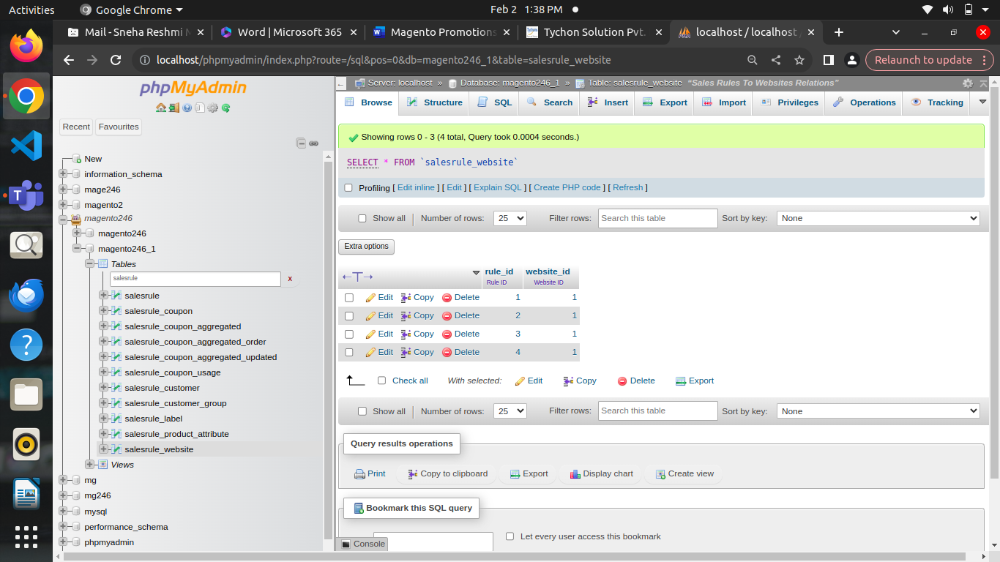 Activities Google Chrome Feb 2 1:38 PM
Mail - Sneha Reshmi M Word | Microsoft 365 Magento Promotions Tychon Solution Pvt. localhost / localhost /
localhost/phpmyadmin/index.php?route=/sql&pos=0&db=magento246_1&table=salesrule_website Relaunch to update
phpMyAdmin
Recent Favourites
New
information_schema
mage246
magento2
magento246
magento246
magento246_1
Tables
salesrule x
salesrule
salesrule_coupon
salesrule_coupon_aggregated
salesrule_coupon_aggregated_order
salesrule_coupon_aggregated_updated
salesrule_coupon_usage
salesrule_customer
salesrule_customer_group
salesrule_label
salesrule_product_attribute
salesrule_website
Views
mg
mg246
mysql
performance_schema
phpmyadmin
Server: localhost » Database: magento246_1 » Table: salesrule_website "Sales Rules To Websites Relations"
Browse Structure SQL Search Insert Export Import Privileges Operations Tracking
Showing rows 0 - 3 (4 total, Query took 0.0004 seconds.)
SELECT * FROM `salesrule_website`
Profiling [ Edit inline ] [ Edit ] [ Explain SQL ] [ Create PHP code ] [ Refresh ]
Show all Number of rows: 25 Filter rows: Search this table Sort by key: None
Extra options
←T→ rule_id website_id
Rule ID Website ID
Edit Copy Delete 1 1
Edit Copy Delete 2 1
Edit Copy Delete 3 1
Edit Copy Delete 4 1
Check all With selected: Edit Copy Delete Export
Show all Number of rows: 25 Filter rows: Search this table Sort by key: None
Query results operations
Print Copy to clipboard Export Display chart Create view
Bookmark this SQL query
Let every user access this bookmark
Console